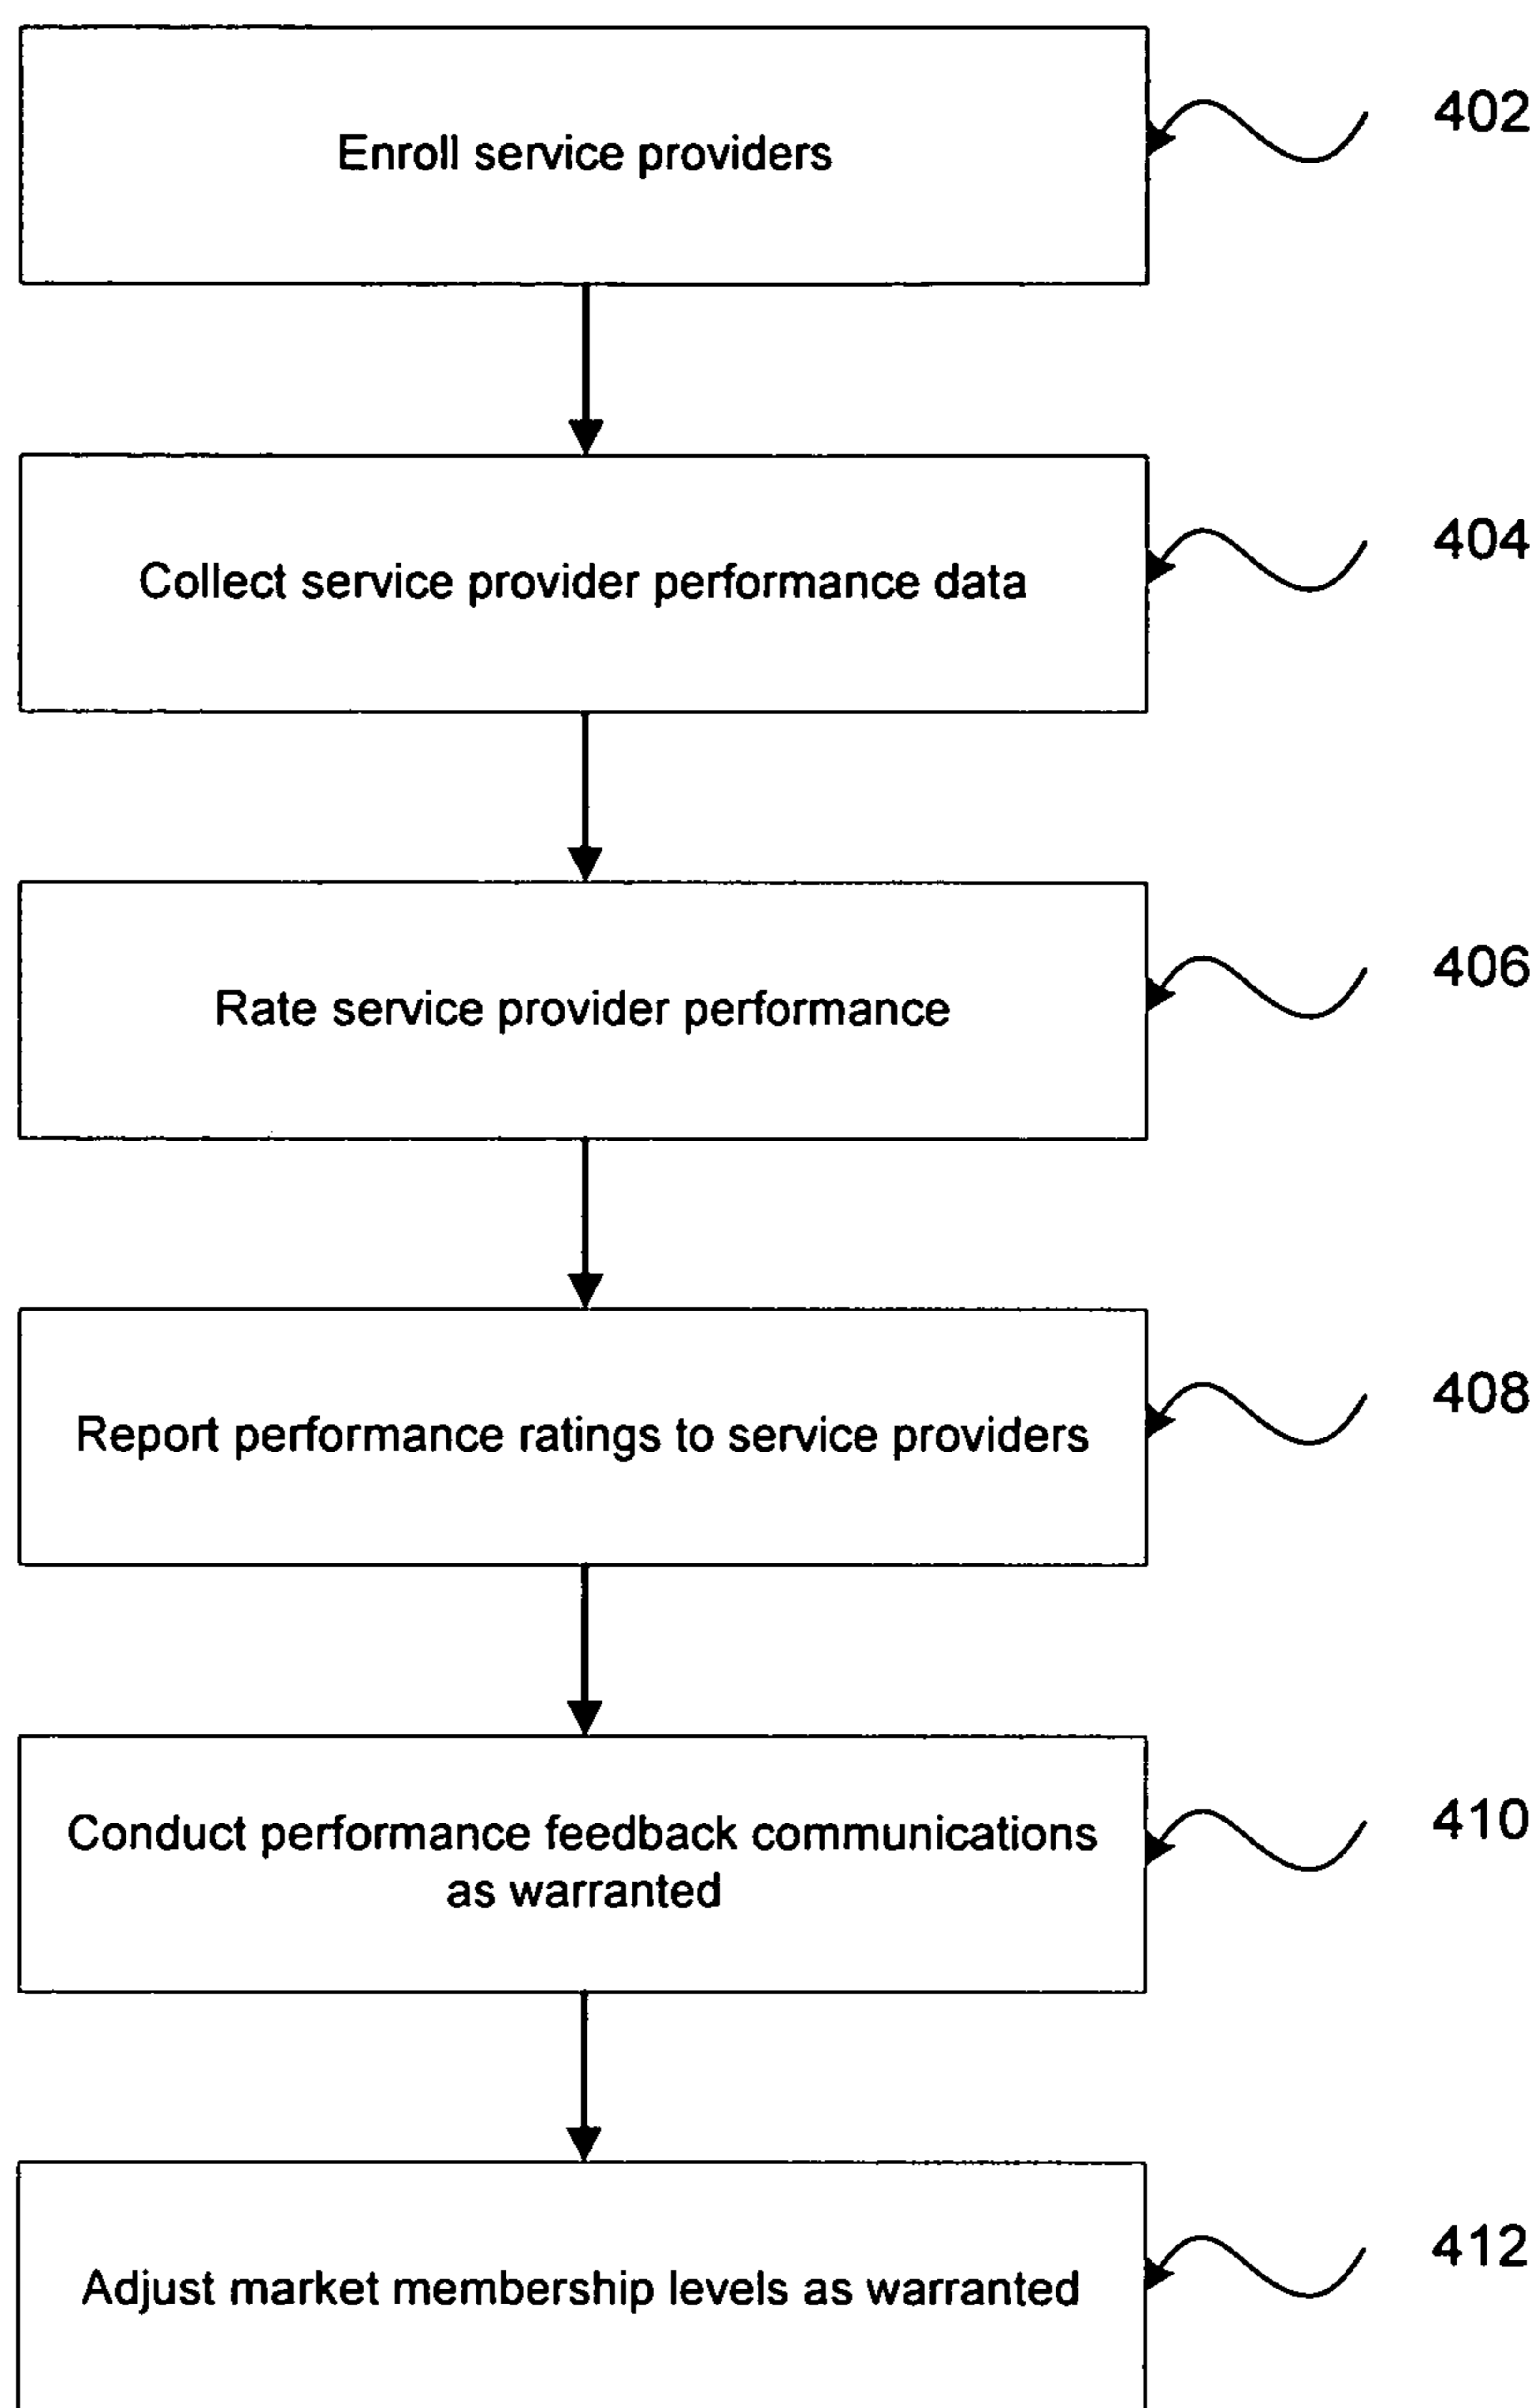 Enroll service providers
402
Collect service provider performance data
404
Rate service provider performance
406
Report performance ratings to service providers
408
Conduct performance feedback communications
as warranted
410
Adjust market membership levels as warranted
412